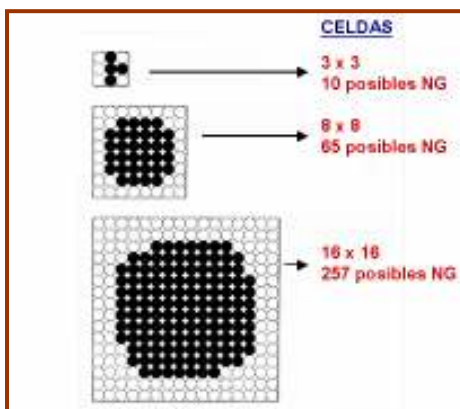 CELDAS
3 x 3
10 posibles NG
8 x 8
65 posibles NG
16 x 16
257 posibles NG